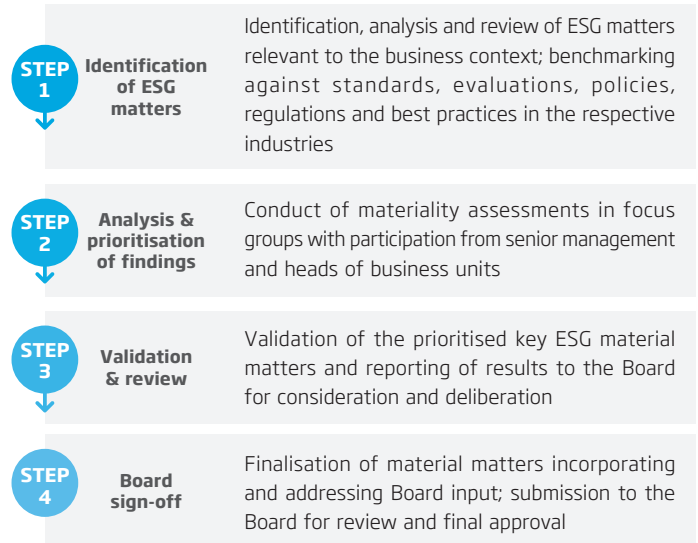 STEP
1
Identification
of ESG
matters
Identification, analysis and review of ESG matters
relevant to the business context; benchmarking
against standards, evaluations, policies,
regulations and best practices in the respective
industries
STEP
2
Analysis &
prioritisation
of findings
Conduct of materiality assessments in focus
groups with participation from senior management
and heads of business units
STEP
3
Validation
& review
Validation of the prioritised key ESG material
matters and reporting of results to the Board
for consideration and deliberation
STEP
4
Board
sign-off
Finalisation of material matters incorporating
and addressing Board input; submission to the
Board for review and final approval